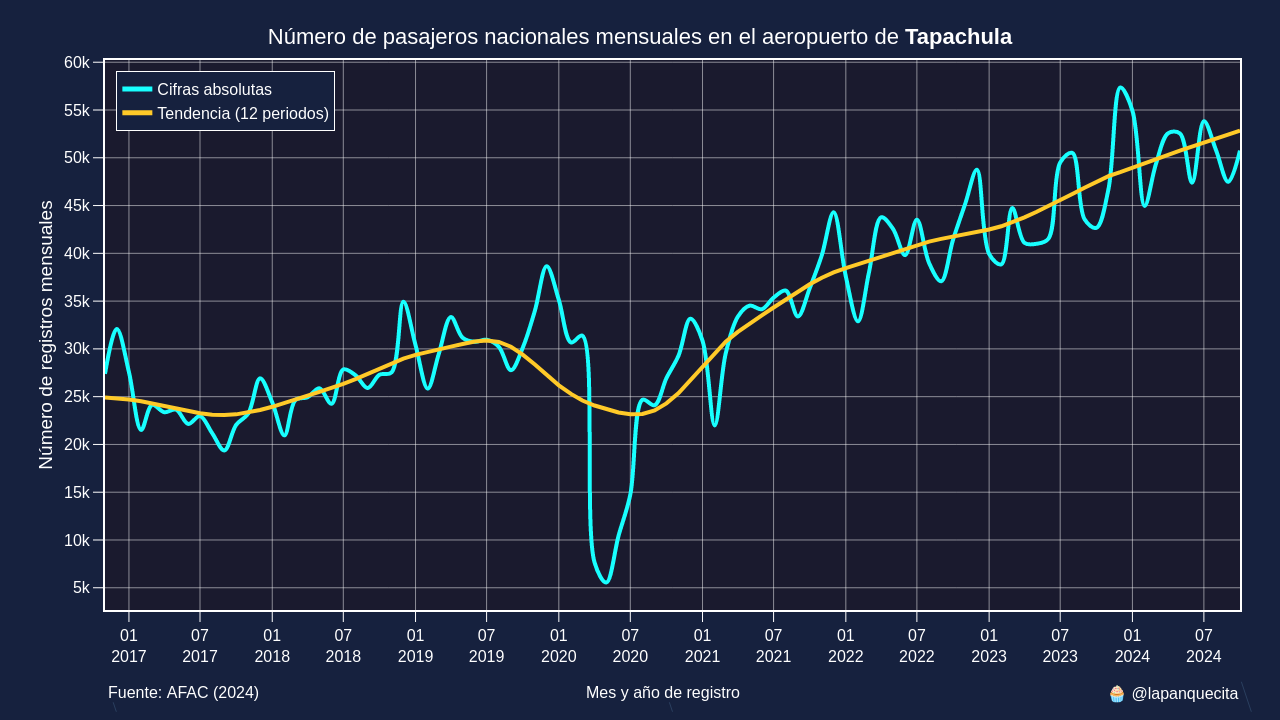 Número de pasajeros nacionales mensuales en el aeropuerto de Tapachula
Cifras absolutas
Tendencia (12 periodos)
Número de registros mensuales
60k
55k
50k
45k
40k
35k
30k
25k
20k
15k
10k
5k
01 07 01 07 01 07 01 07 01 07 01 07 01 07 01 07
2017 2017 2018 2018 2019 2019 2020 2020 2021 2021 2022 2022 2023 2023 2024 2024
Fuente: AFAC (2024) Mes y año de registro 🧁 @lapanquecita